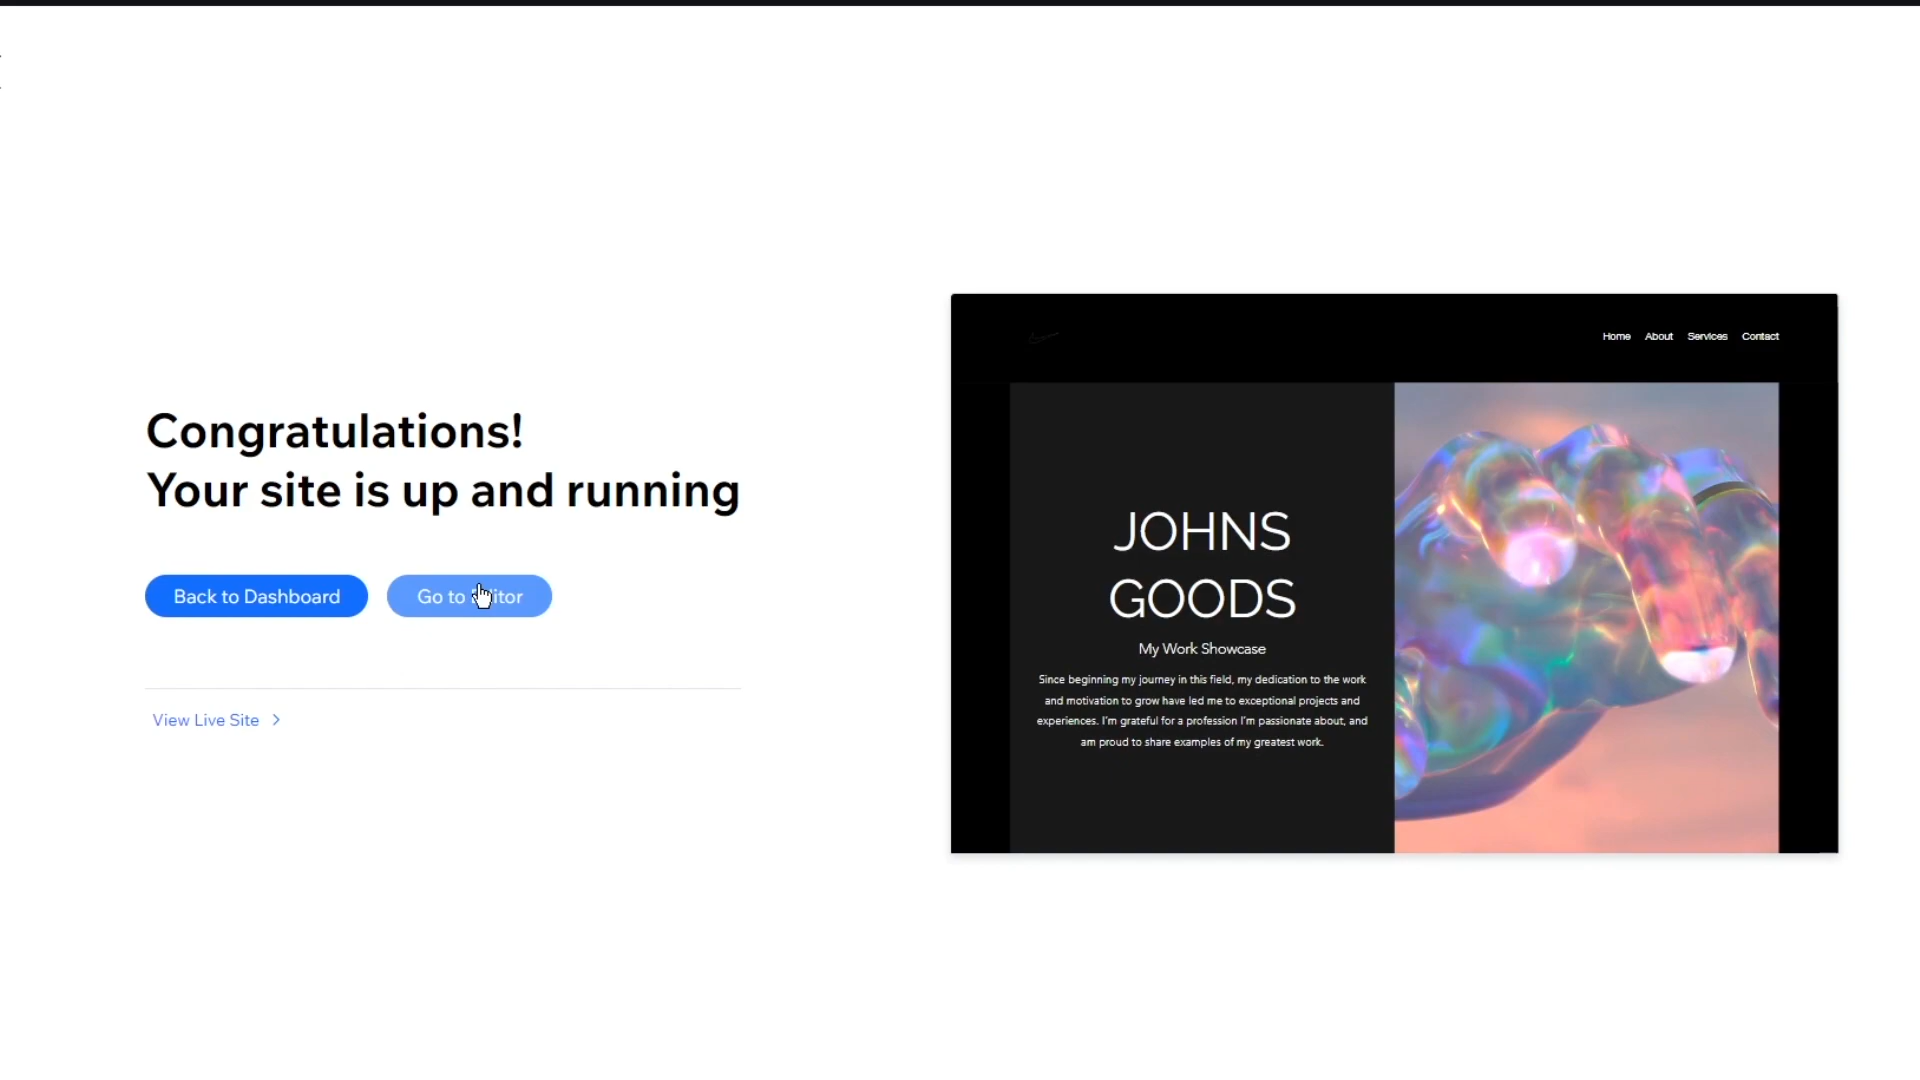 Congratulations!
Your site is up and running
Back to Dashboard
Go to
View Live Site
Home About Services Contact
JOHNS
GOODS
My Work Showcase
Since beginning my journey in this field, my dedication to the work
and motivation to grow have led me to exceptional projects and
experiences. I'm grateful for a profession I'm passionate about, and
am proud to share examples of my greatest work.